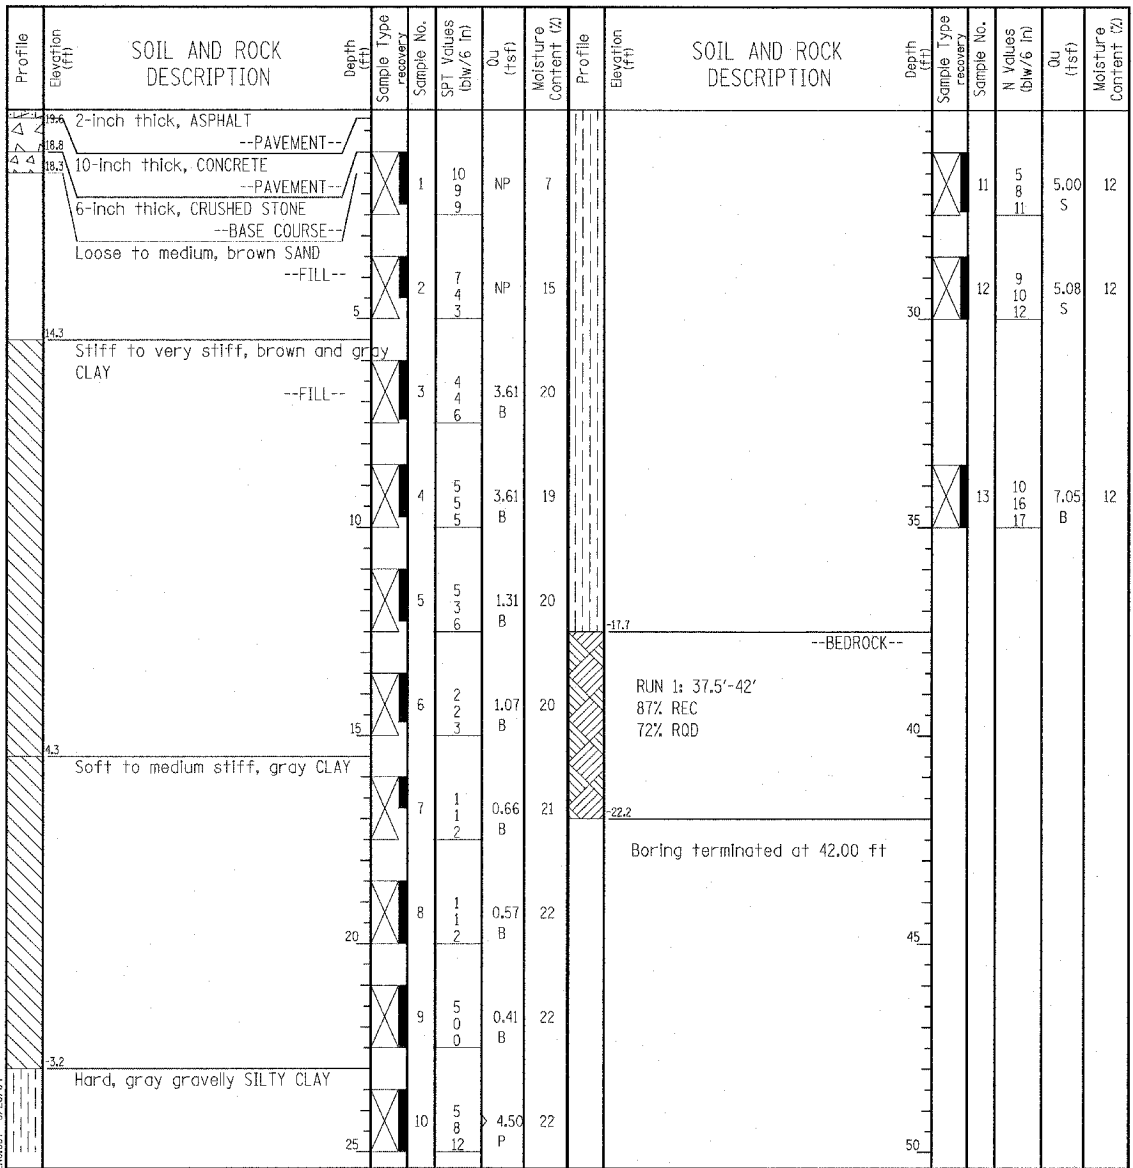 Profile
Elevation (ft)
SOIL AND ROCK DESCRIPTION
Depth (ft)
Sample Type recovery
Sample No.
SPT Values (blw/6 in)
Qu (tsf)
Moisture Content (%)
Profile
Elevation (ft)
SOIL AND ROCK DESCRIPTION
Depth (ft)
Sample Type recovery
Sample No.
N Values (blw/6 in)
Qu (tsf)
Moisture Content (%)
19.6 2-inch thick, ASPHALT
--PAVEMENT--
18.8
18.3 10-inch thick, CONCRETE
--PAVEMENT--
6-inch thick, CRUSHED STONE
--BASE COURSE--
Loose to medium, brown SAND
--FILL--
5
14.3
Stiff to very stiff, brown and gray
CLAY
--FILL--
10
15
4.3
Soft to medium stiff, gray CLAY
20
-3.2
Hard, gray gravelly SILTY CLAY
25
1 10 9 9 NP 7
2 7 4 3 NP 15
3 4 4 6 3.61 B 20
4 5 5 5 3.61 B 19
5 5 3 6 1.31 B 20
6 2 2 3 1.07 B 20
7 1 1 2 0.66 B 21
8 1 1 2 0.57 B 22
9 5 0 0 0.41 B 22
10 5 8 12 > 4.50 P 22
30
35
-17.7
--BEDROCK--
RUN 1: 37.5'-42'
87% REC
72% RQD
40
-22.2
Boring terminated at 42.00 ft
45
50
11 5 8 11 5.00 S 12
12 9 10 12 5.08 S 12
13 10 16 17 7.05 B 12